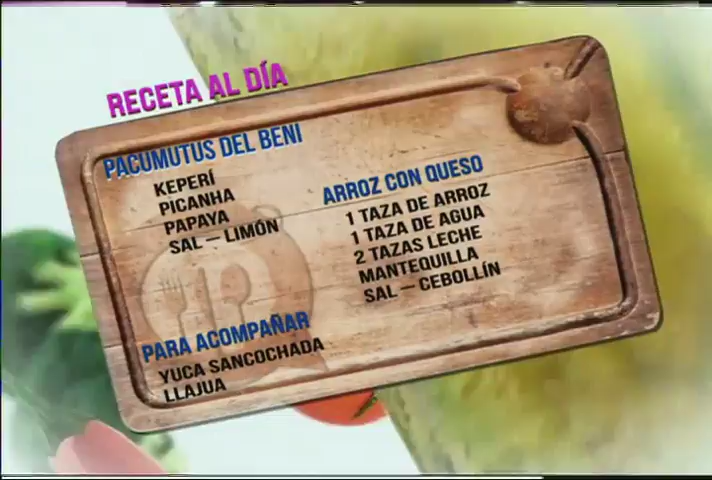 RECETA AL DÍA
PACUMUTUS DEL BENI
KEPERÍ
PICANHA
PAPAYA
SAL – LIMÓN
ARROZ CON QUESO
1 TAZA DE ARROZ
1 TAZA DE AGUA
2 TAZAS LECHE
MANTEQUILLA
SAL – CEBOLLÍN
PARA ACOMPAÑAR
YUCA SANCOCHADA
LLAJUA